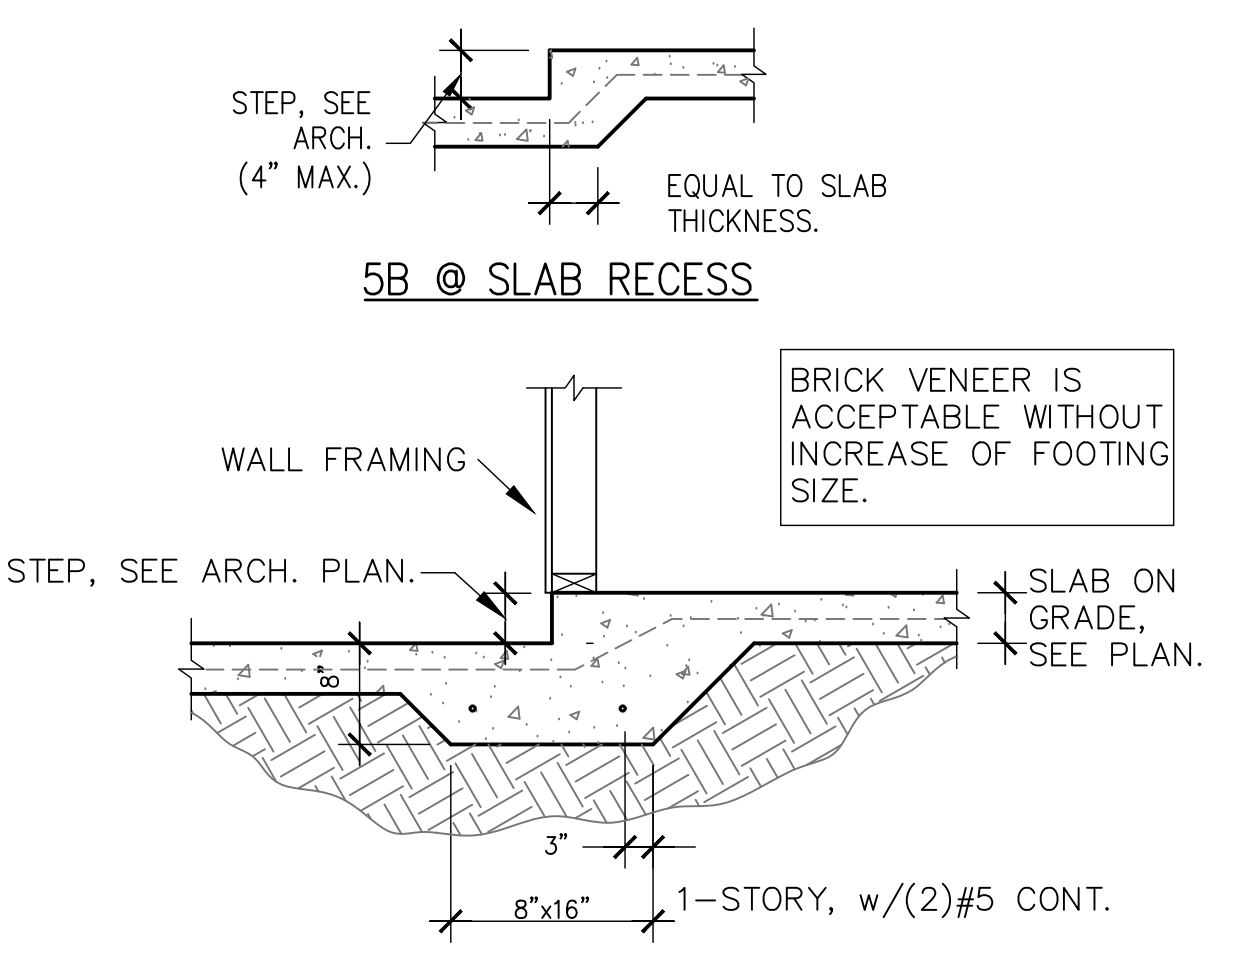 STEP, SEE
ARCH.
(4” MAX.)
EQUAL TO SLAB
THICKNESS.
5B @ SLAB RECESS
BRICK VENEER IS
ACCEPTABLE WITHOUT
INCREASE OF FOOTING
SIZE.
WALL FRAMING
STEP, SEE ARCH. PLAN.
SLAB ON
GRADE,
SEE PLAN.
8”
3”
8”x16”
1-STORY, w/(2)#5 CONT.